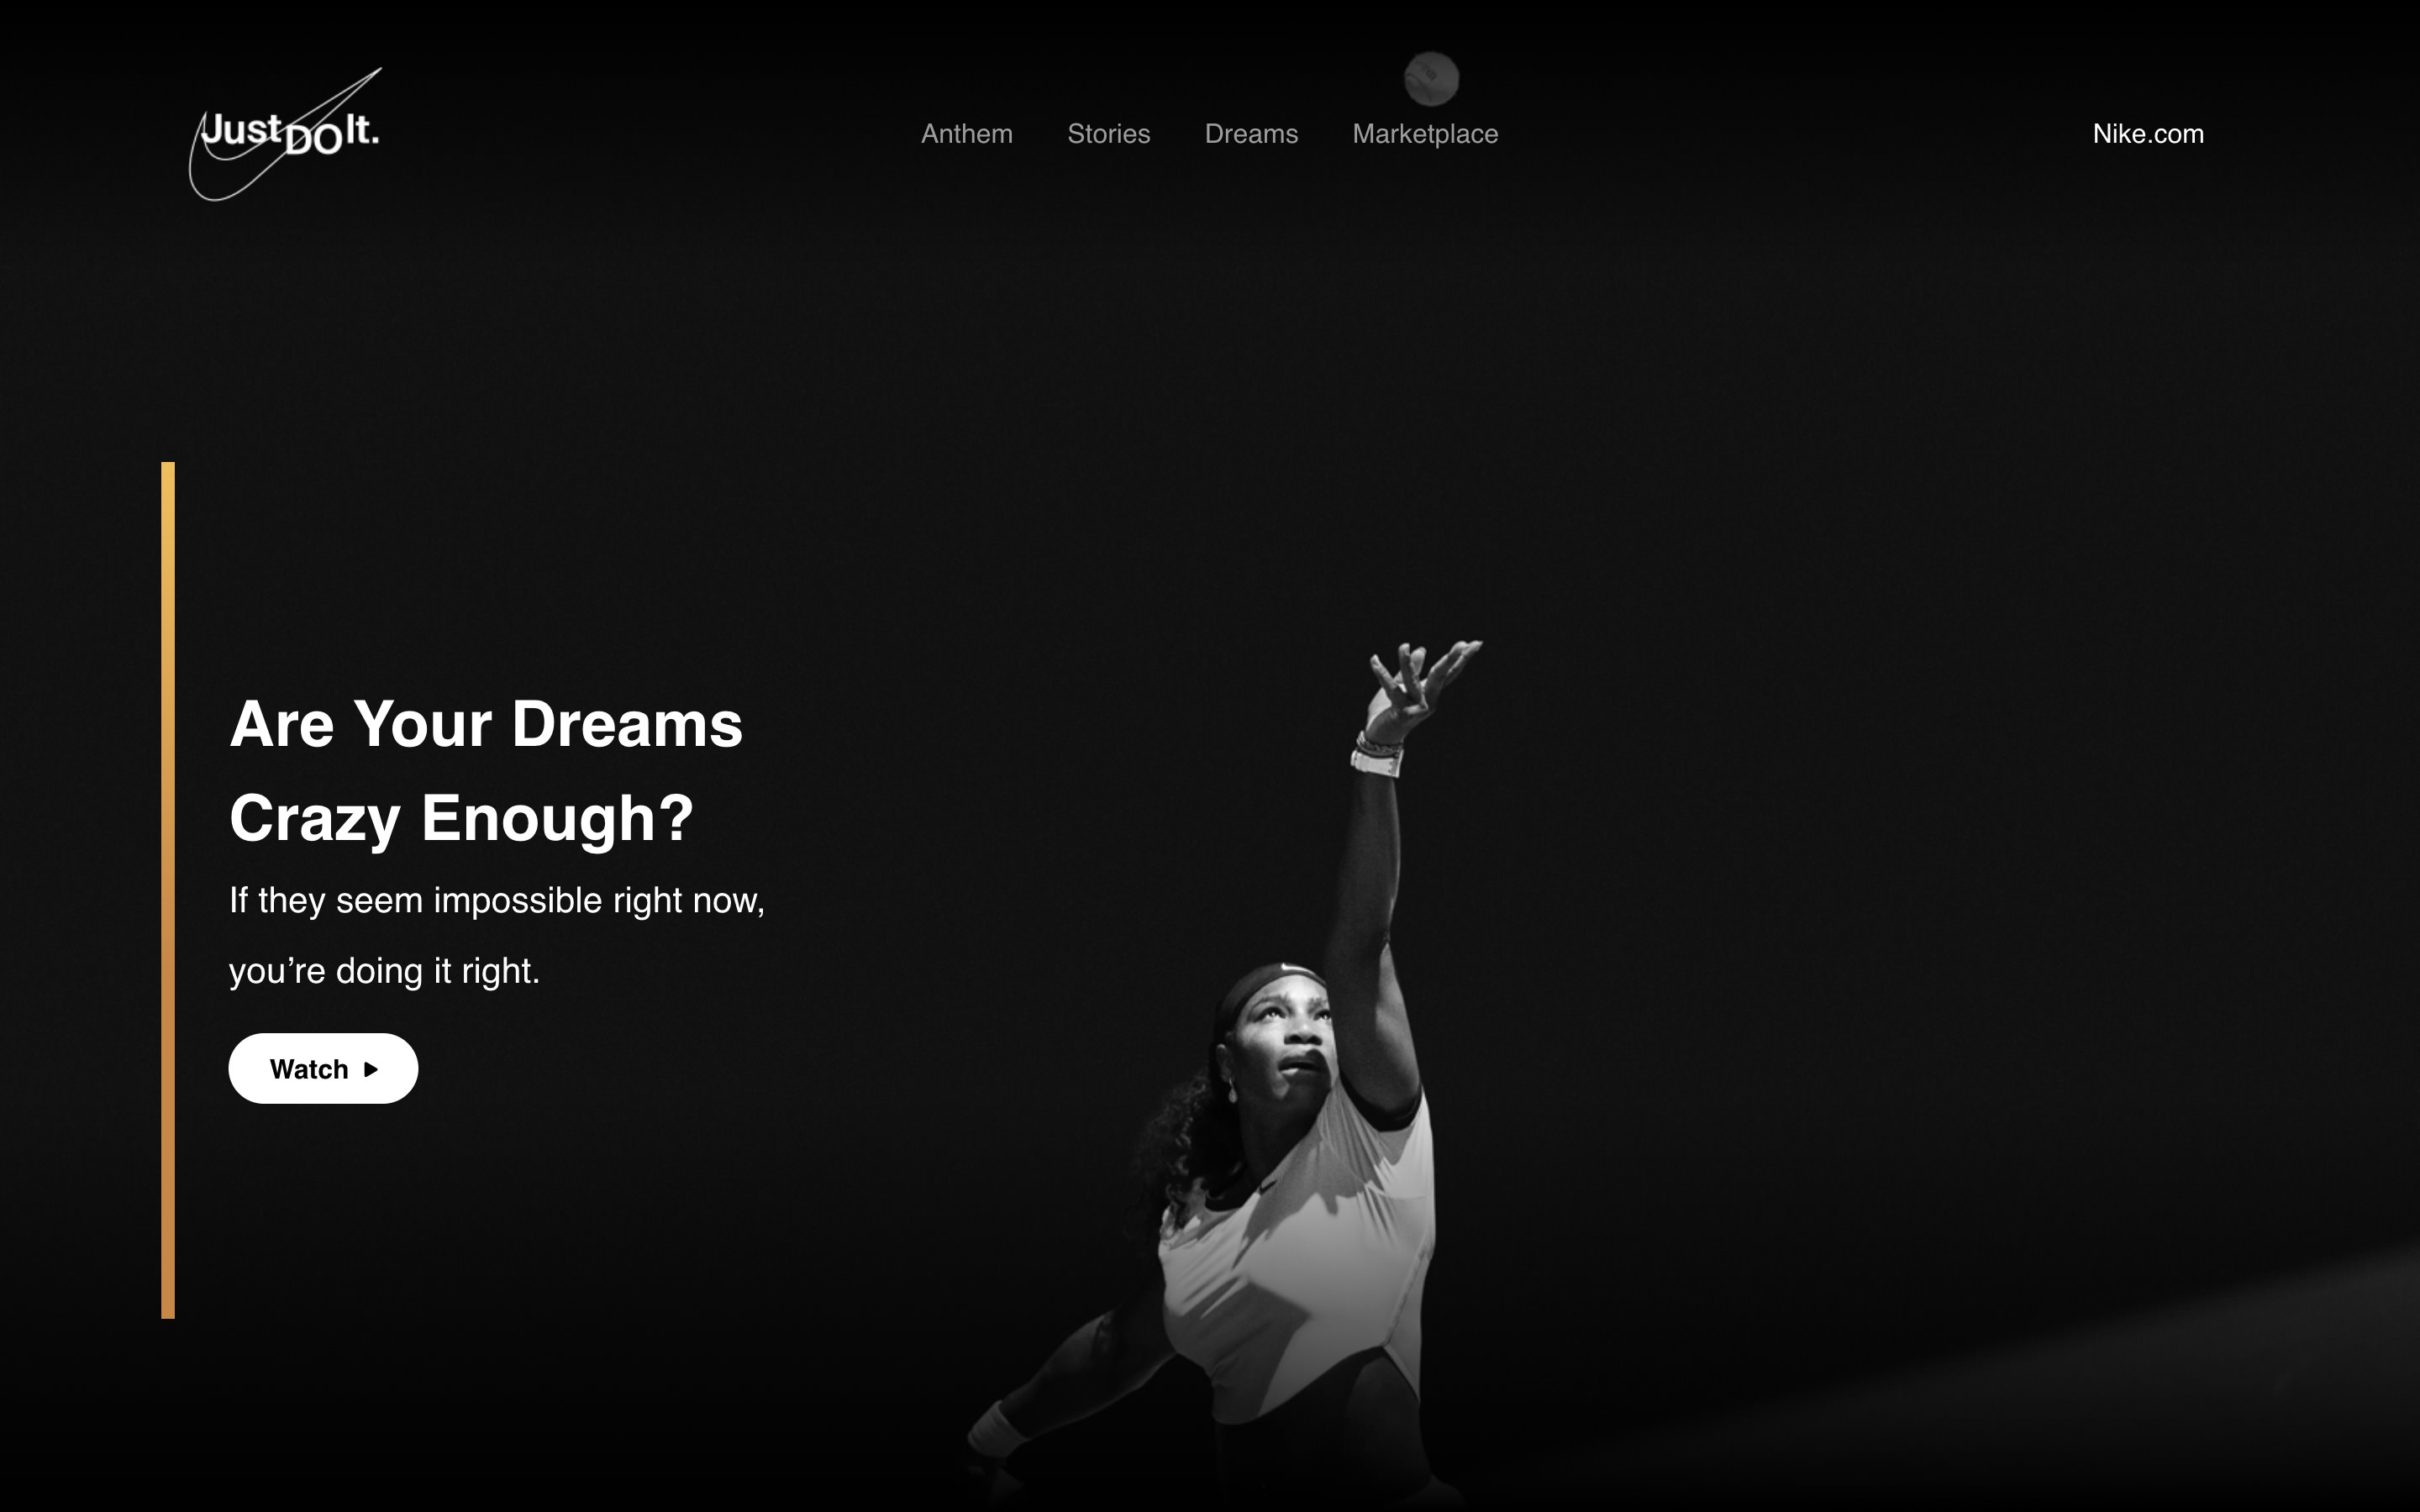 Just DO It.
Anthem Stories Dreams Marketplace
Nike.com
Are Your Dreams
Crazy Enough?
If they seem impossible right now,
you’re doing it right.
Watch